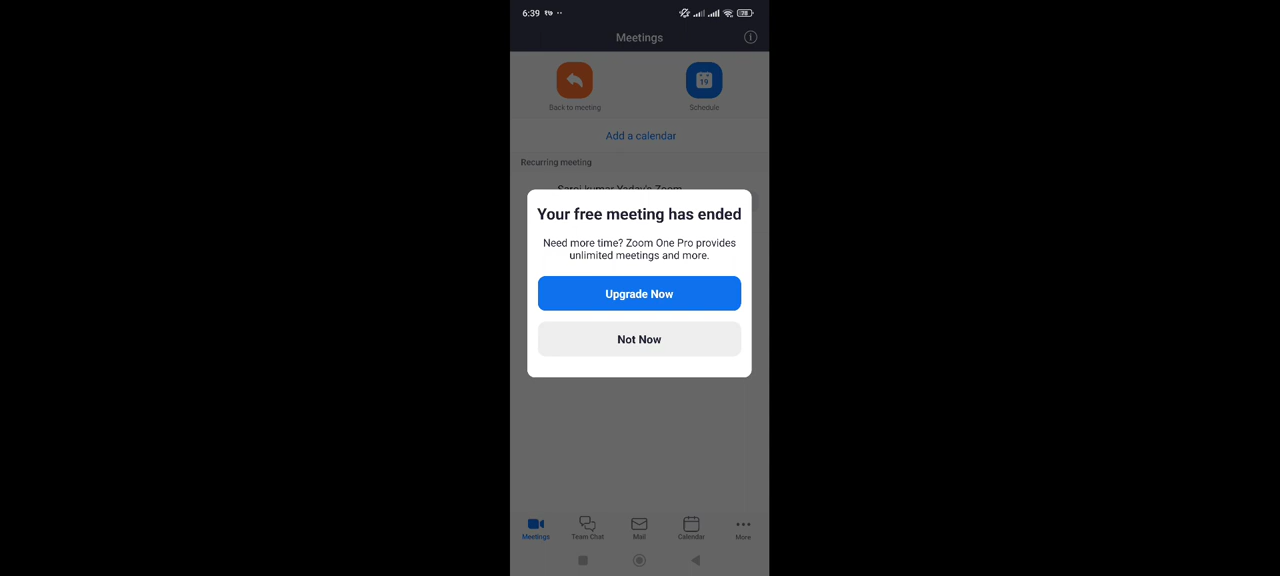 6:39
78
Meetings
19
Back to meeting
Schedule
Add a calendar
Recurring meeting
Saroj kumar Yadav's Zoom
Your free meeting has ended
Need more time? Zoom One Pro provides
unlimited meetings and more.
Upgrade Now
Not Now
Meetings
Team Chat
Mail
Calendar
More